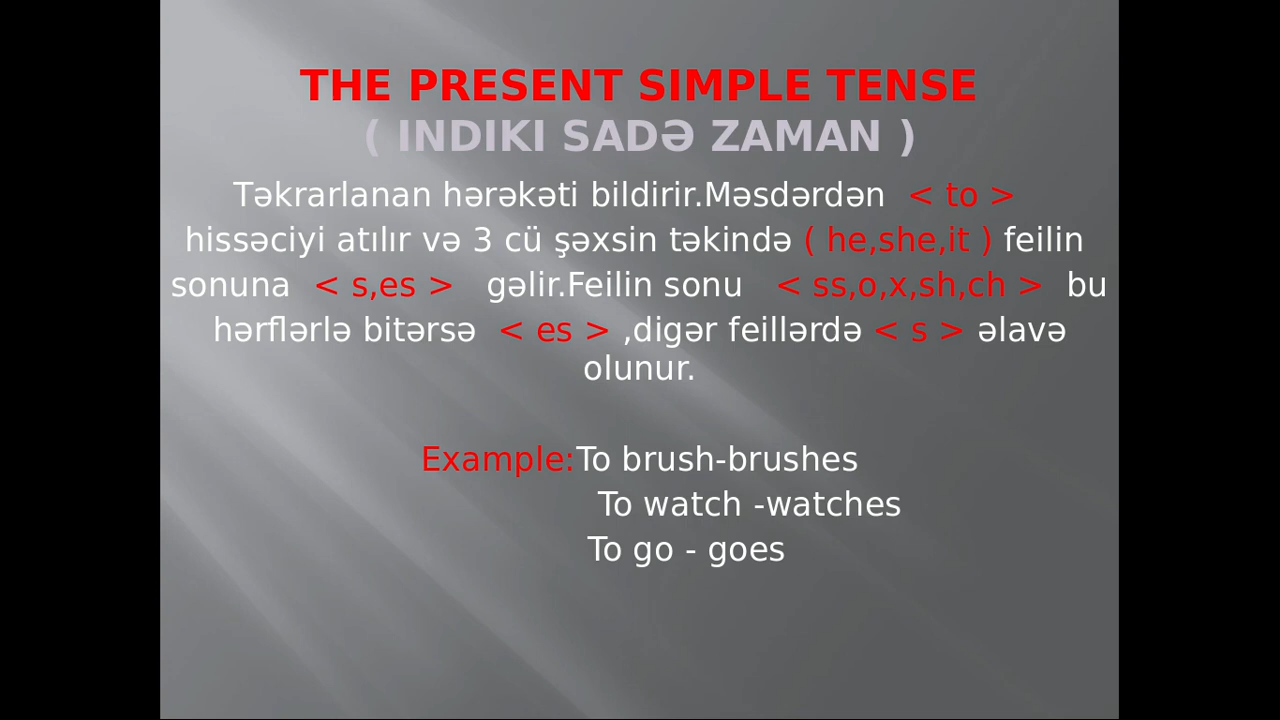 THE PRESENT SIMPLE TENSE
( INDIKI SADƏ ZAMAN )
Təkrarlanan hərəkəti bildirir.Məsdərdən < to >
hissəciyi atılır və 3 cü şəxsin təkində ( he,she,it ) feilin
sonuna < s,es > gəlir.Feilin sonu < ss,o,x,sh,ch > bu
hərflərlə bitərsə < es > ,digər feillərdə < s > əlavə
olunur.
Example:To brush-brushes
To watch -watches
To go - goes